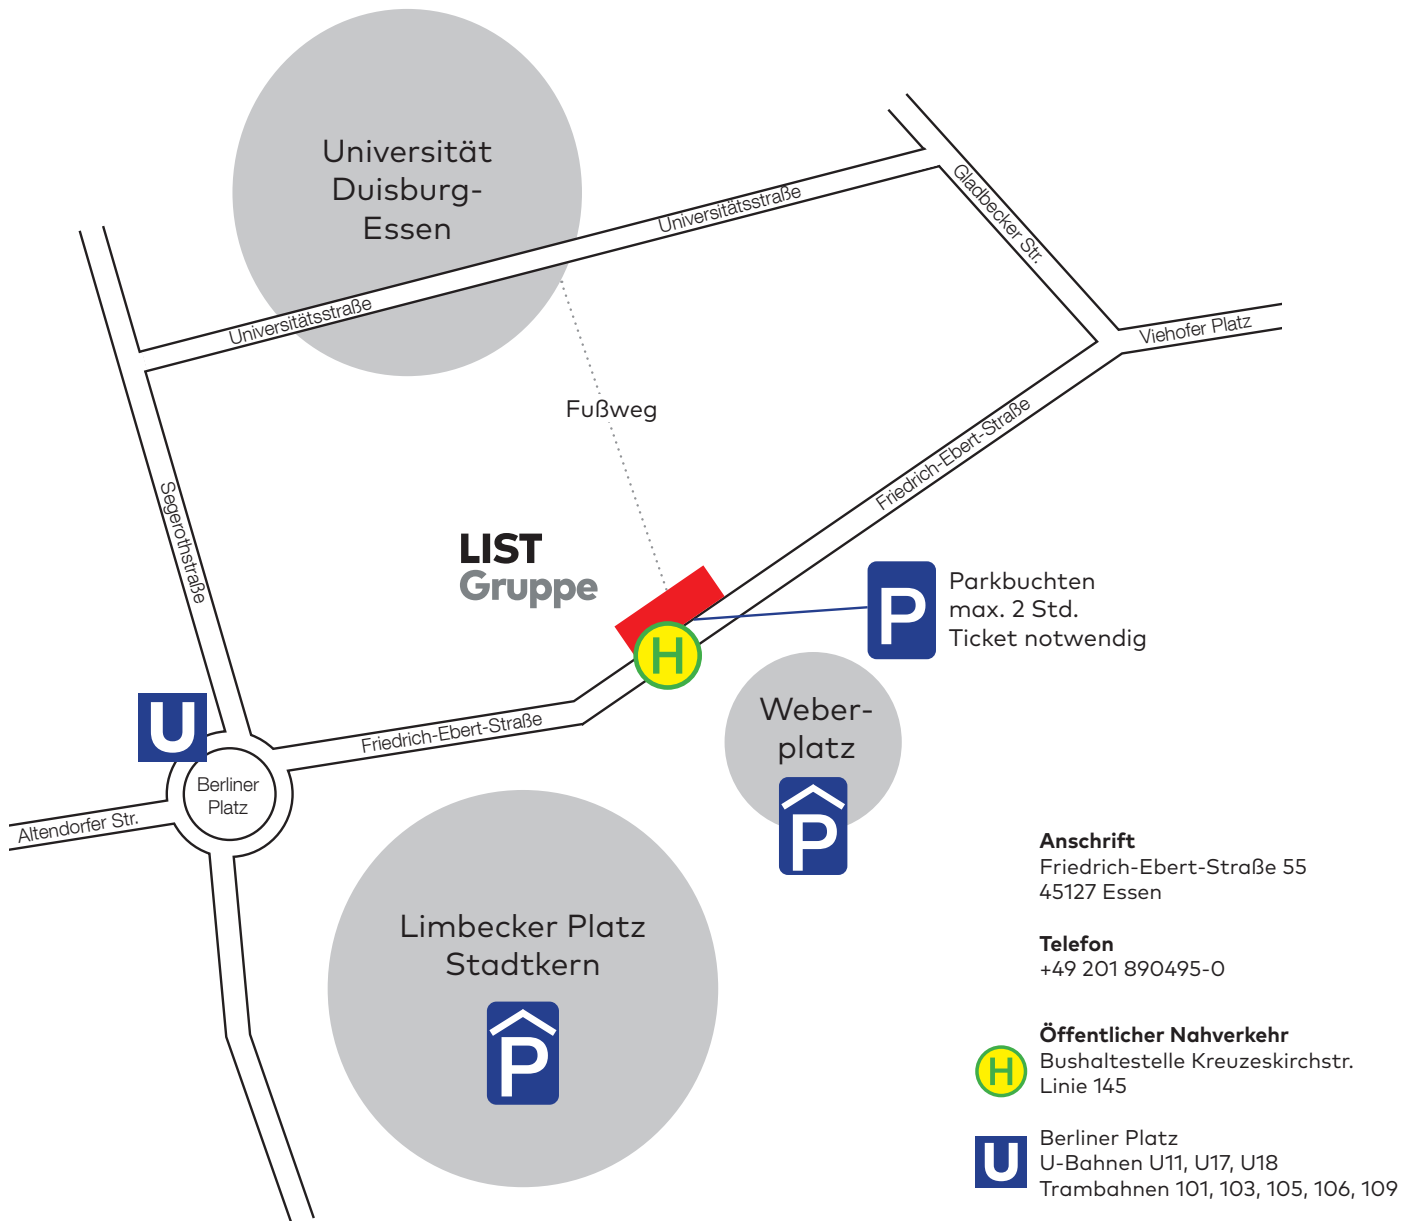 Universität
Duisburg-
Essen
Universitätsstraße
Gladbecker Str.
Universitätsstraße
Viehofer Platz
Fußweg
Friedrich-Ebert-Straße
Segerothstraße
LIST
Gruppe
P
Parkbuchten
max. 2 Std.
Ticket notwendig
H
U
Weber-
platz
P
Friedrich-Ebert-Straße
Berliner
Platz
Altendorfer Str.
Limbecker Platz
Stadtkern
P
Anschrift
Friedrich-Ebert-Straße 55
45127 Essen
Telefon
+49 201 890495-0
Öffentlicher Nahverkehr
H
Bushaltestelle Kreuzeskirchstr.
Linie 145
U
Berliner Platz
U-Bahnen U11, U17, U18
Trambahnen 101, 103, 105, 106, 109